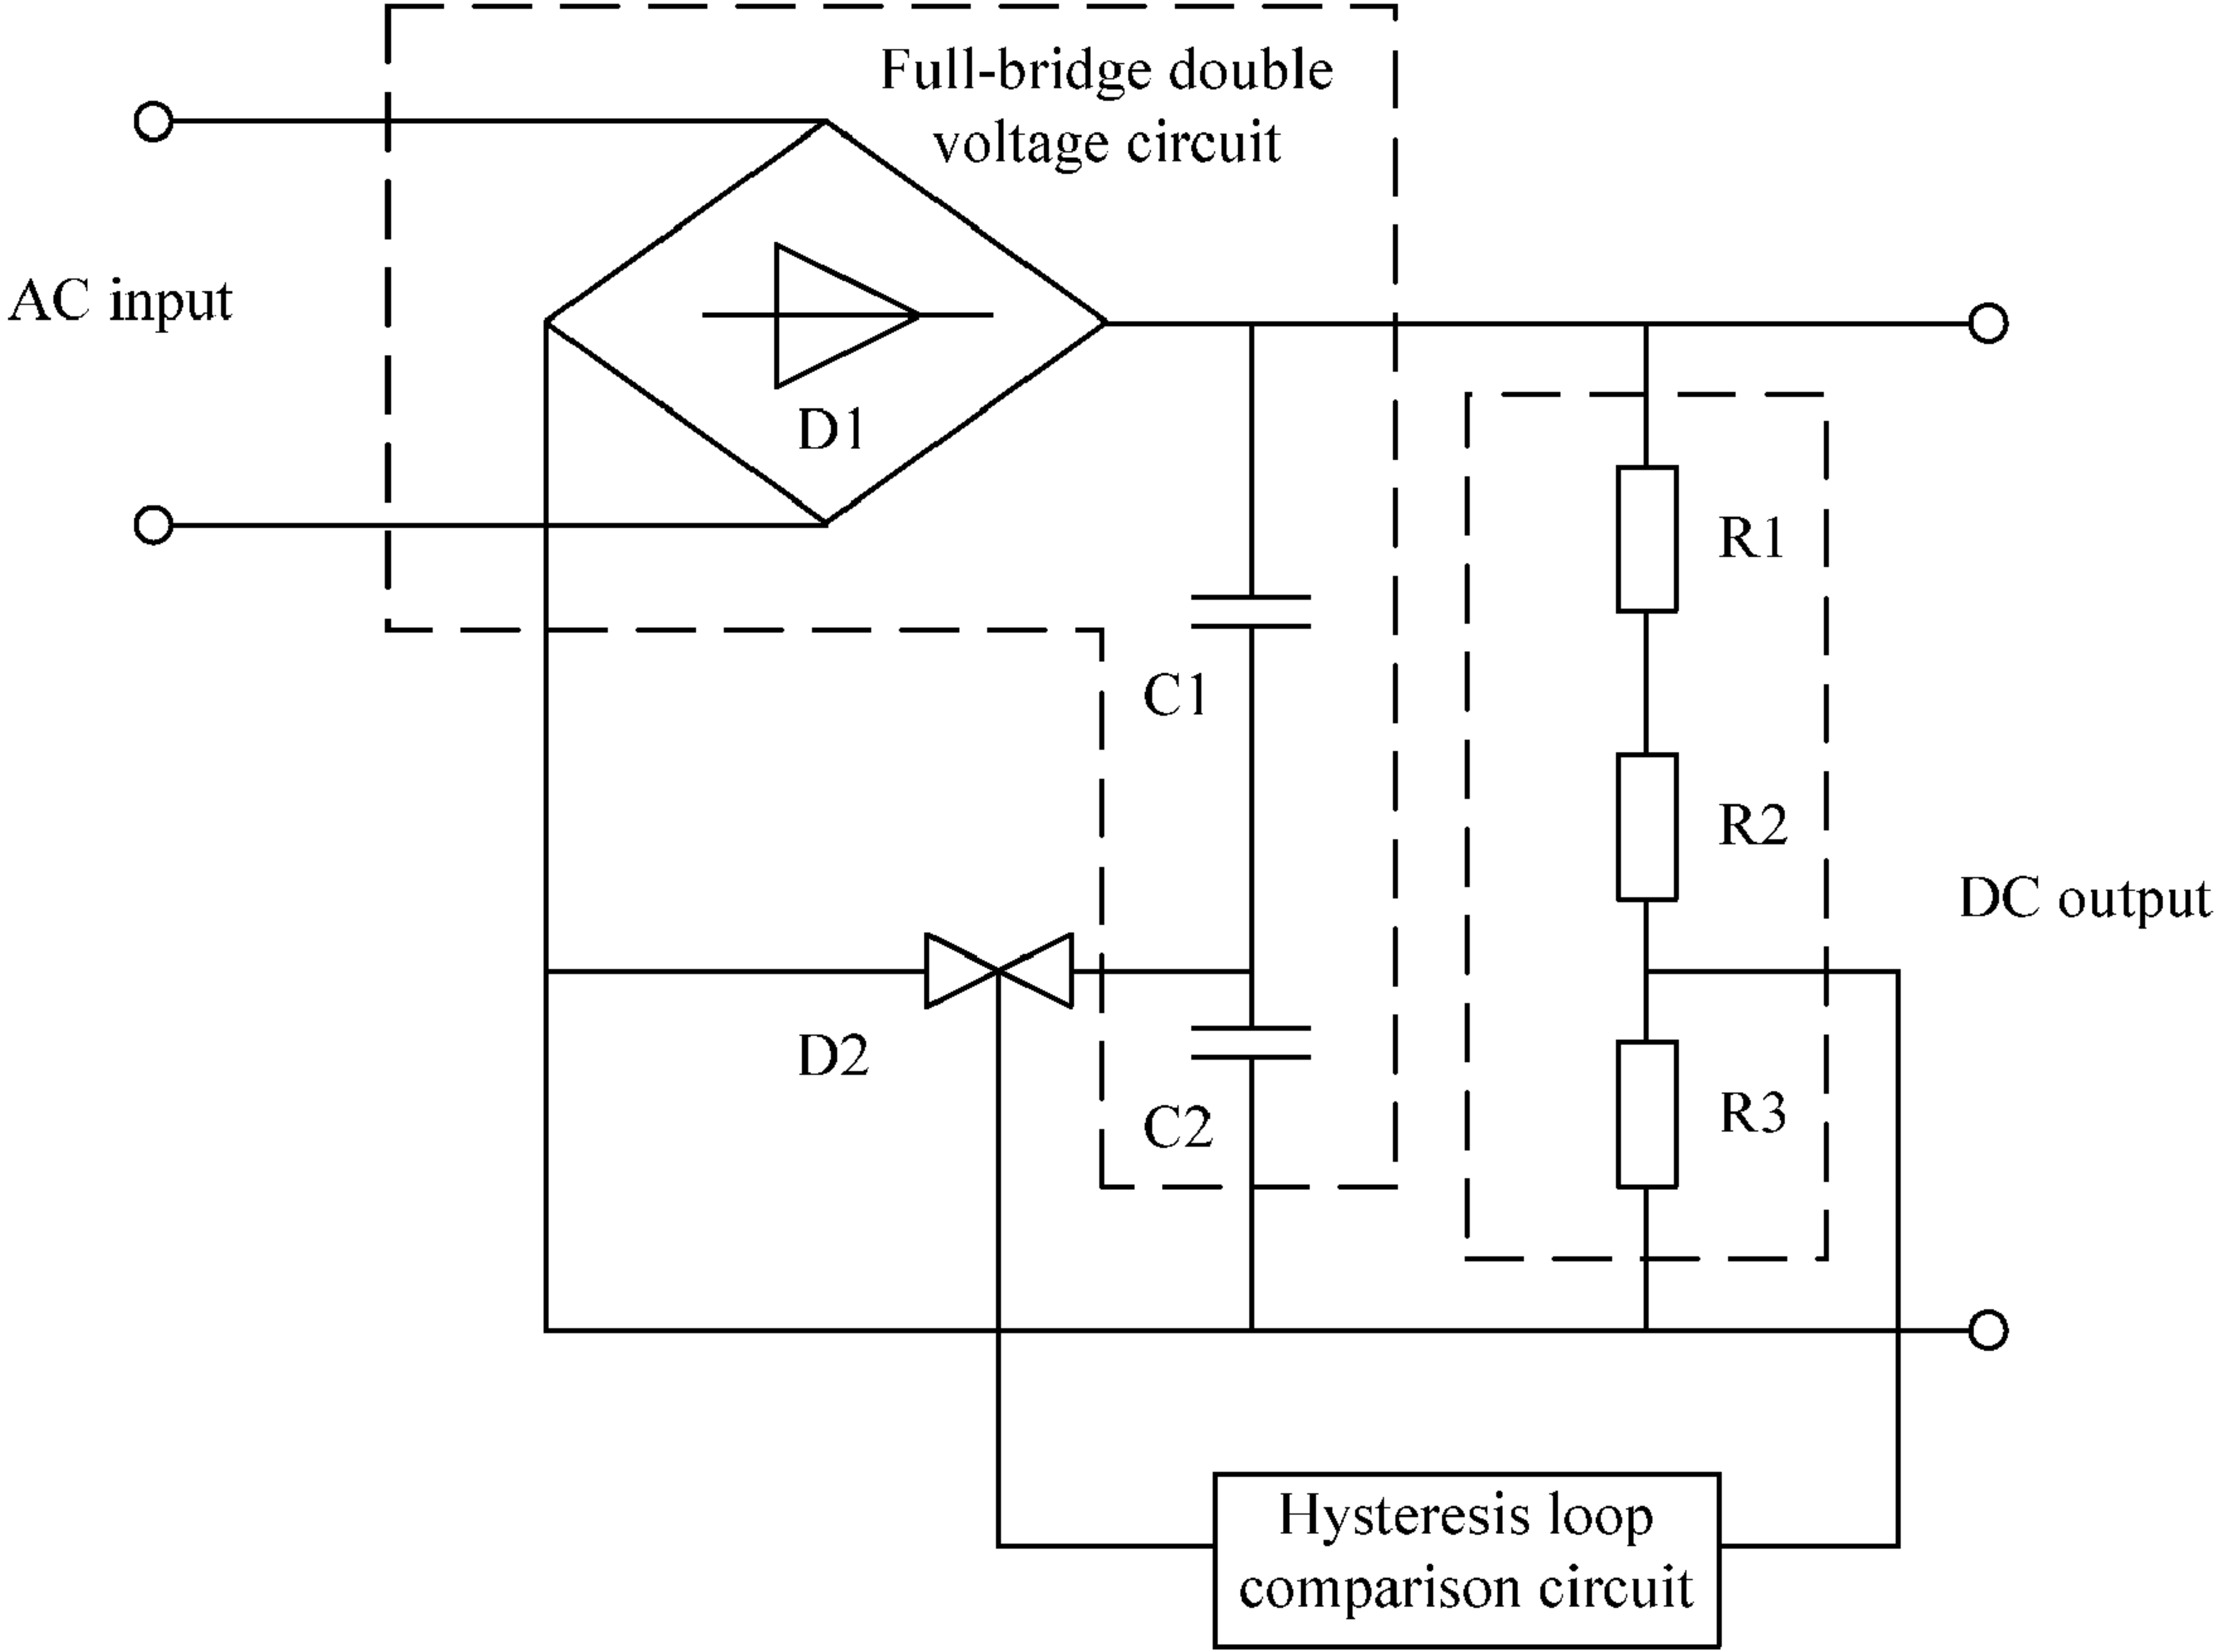 Full-bridge double
voltage circuit
AC input
D1
R1
C1
R2
DC output
D2
C2
R3
Hysteresis loop
comparison circuit